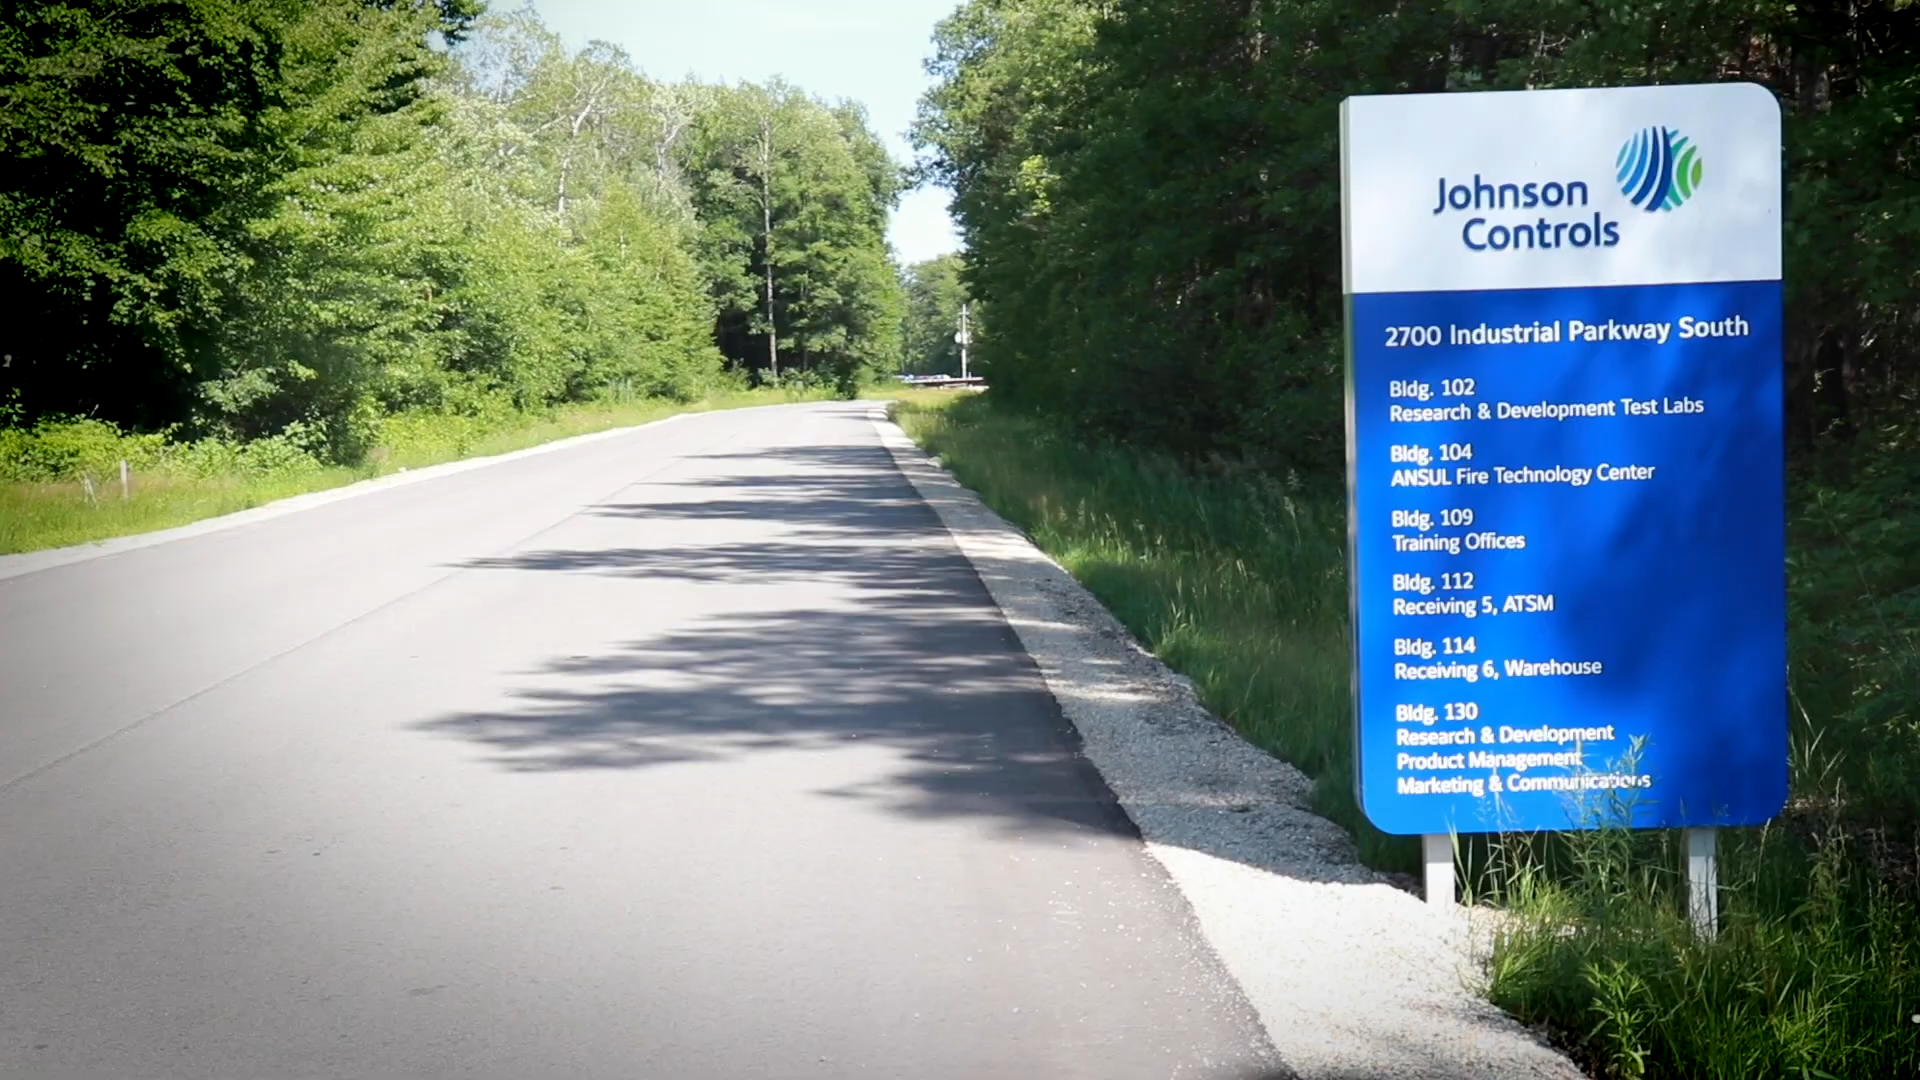 Johnson
Controls
2700 Industrial Parkway South
Bldg. 102
Research & Development Test Labs
Bldg. 104
ANSUL Fire Technology Center
Bldg. 109
Training Offices
Bldg. 112
Receiving 5, ATSM
Bldg. 114
Receiving 6, Warehouse
Bldg. 130
Research & Development
Product Management
Marketing & Communications